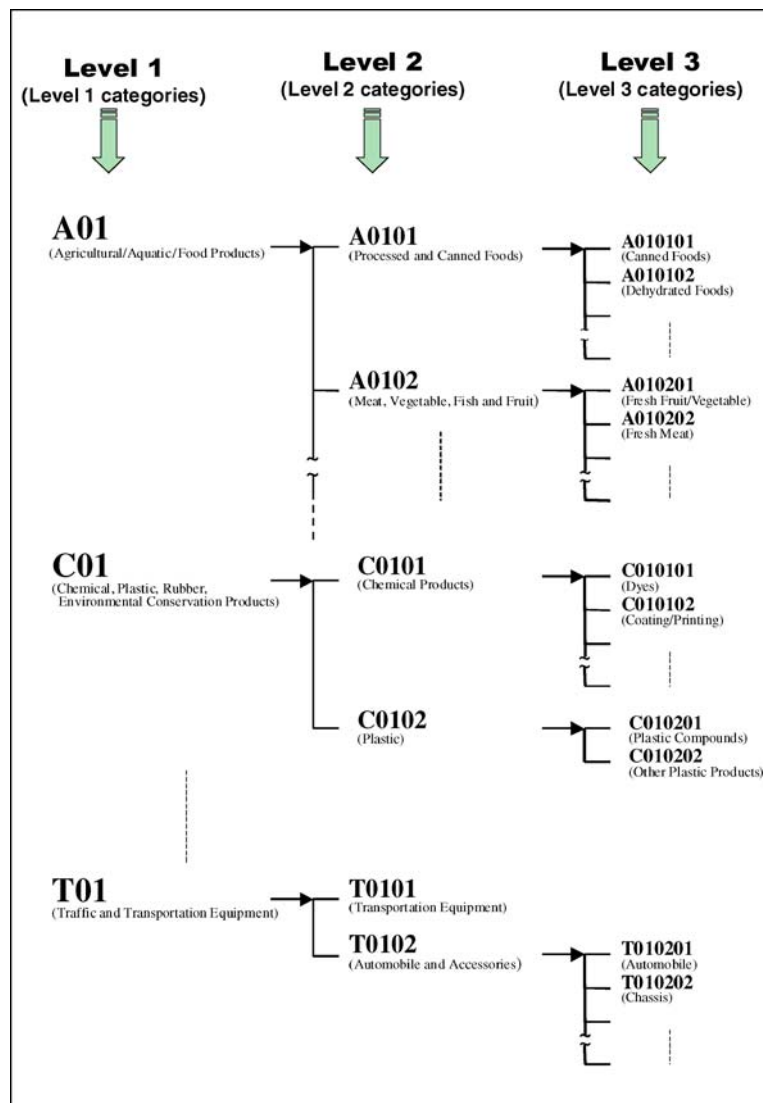 Level 1
(Level 1 categories)
Level 2
(Level 2 categories)
Level 3
(Level 3 categories)
A01
(Agricultural/Aquatic/Food Products)
A0101
(Processed and Canned Foods)
A010101
(Canned Foods)
A010102
(Dehydrated Foods)
A0102
(Meat, Vegetable, Fish and Fruit)
A010201
(Fresh Fruit/Vegetable)
A010202
(Fresh Meat)
C01
(Chemical, Plastic, Rubber,
Environmental Conservation Products)
C0101
(Chemical Products)
C010101
(Dyes)
C010102
(Coating/Printing)
C0102
(Plastic)
C010201
(Plastic Compounds)
C010202
(Other Plastic Products)
T01
(Traffic and Transportation Equipment)
T0101
(Transportation Equipment)
T0102
(Automobile and Accessories)
T010201
(Automobile)
T010202
(Chassis)